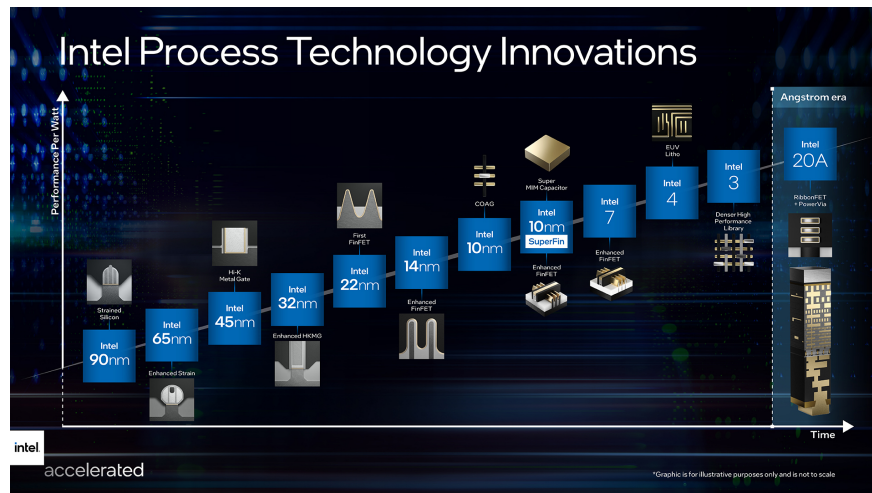 Intel Process Technology Innovations
Performance Per Watt
Angstrom era
Strained
Silicon
Intel
90nm
Intel
65nm
Enhanced Strain
Hi-K
Metal Gate
Intel
45nm
Intel
32nm
Enhanced HKMG
First
FinFET
Intel
22nm
Intel
14nm
Enhanced
FinFET
COAG
Intel
10nm
Super
MIM Capacitor
Intel
10nm
SuperFin
Enhanced
FinFET
Intel
7
Enhanced
FinFET
EUV
Litho
Intel
4
Intel
3
Denser High
Performance
Library
Intel
20A
RibbonFET
+ PowerVia
Time
intel.
accelerated
*Graphic is for illustrative purposes only and is not to scale